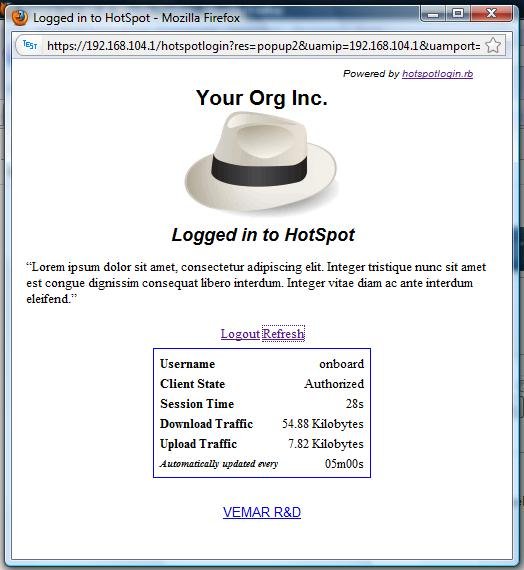 Logged in to HotSpot - Mozilla Firefox
TEST https://192.168.104.1/hotspotlogin?res=popup2&uamip=192.168.104.1&uamport=
Powered by hotspotlogin.rb
Your Org Inc.
Logged in to HotSpot
“Lorem ipsum dolor sit amet, consectetur adipiscing elit. Integer tristique nunc sit amet
est congue dignissim consequat libero interdum. Integer vitae diam ac ante interdum
eleifend.”
Logout Refresh
Username onboard
Client State Authorized
Session Time 28s
Download Traffic 54.88 Kilobytes
Upload Traffic 7.82 Kilobytes
Automatically updated every 05m00s
VEMAR R&D